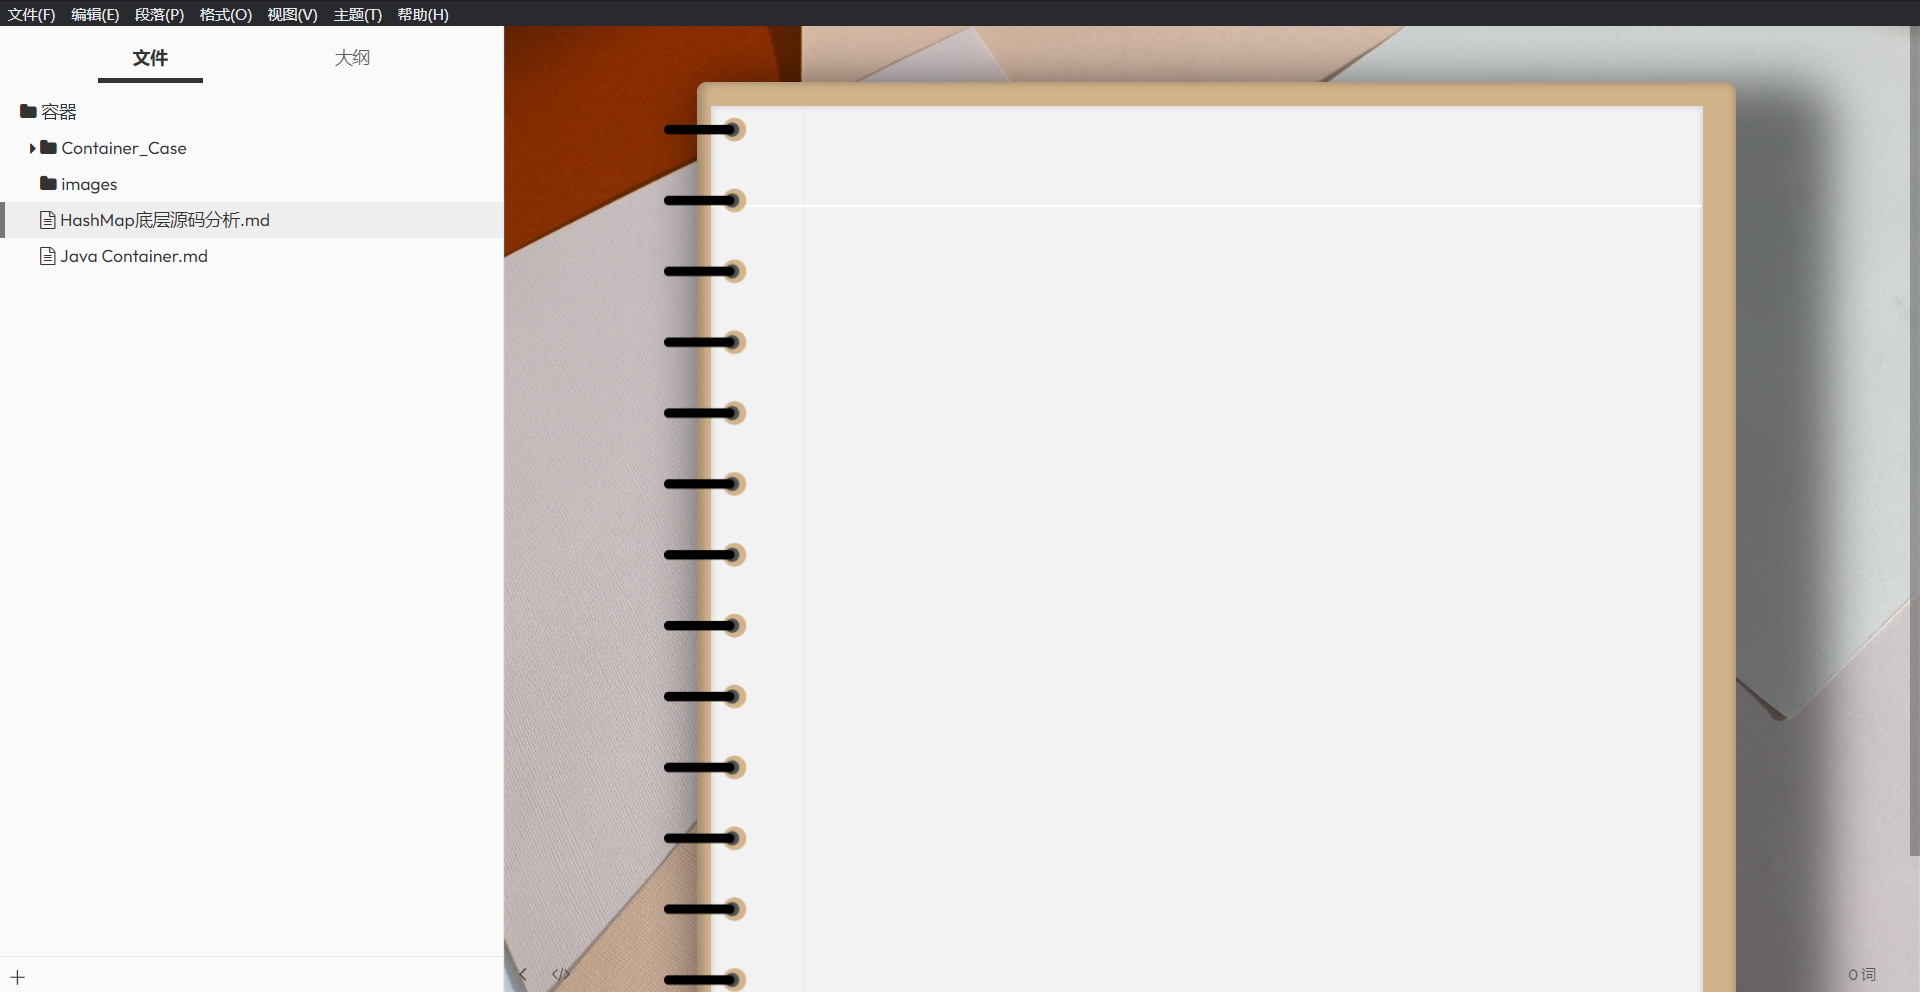 文件(F) 编辑(E) 段落(P) 格式(O) 视图(V) 主题(T) 帮助(H)
文件 大纲
容器
Container_Case
images
HashMap底层源码分析.md
Java Container.md
0 词